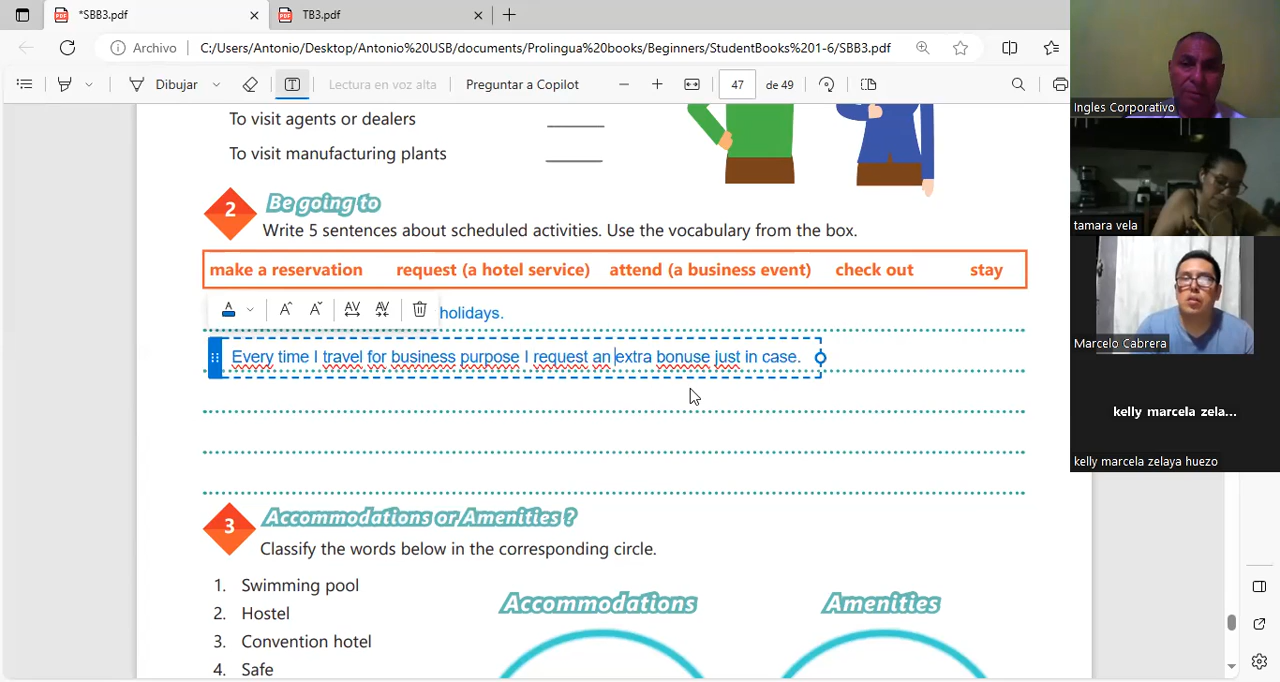 *SBB3.pdf
TB3.pdf
Archivo
C:/Users/Antonio/Desktop/Antonio%20USB/documents/Prolingua%20books/Beginners/StudentBooks%201-6/SBB3.pdf
Dibujar
Lectura en voz alta
Preguntar a Copilot
47
de 49
To visit agents or dealers
To visit manufacturing plants
2
Be going to
Write 5 sentences about scheduled activities. Use the vocabulary from the box.
make a reservation request (a hotel service) attend (a business event) check out stay
holidays.
Every time I travel for business purpose I request an extra bonuse just in case.
3
Accommodations or Amenities ?
Classify the words below in the corresponding circle.
1. Swimming pool
2. Hostel
3. Convention hotel
4. Safe
Accommodations
Amenities
Ingles Corporativo
tamara vela
Marcelo Cabrera
kelly marcela zela...
kelly marcela zelaya huezo